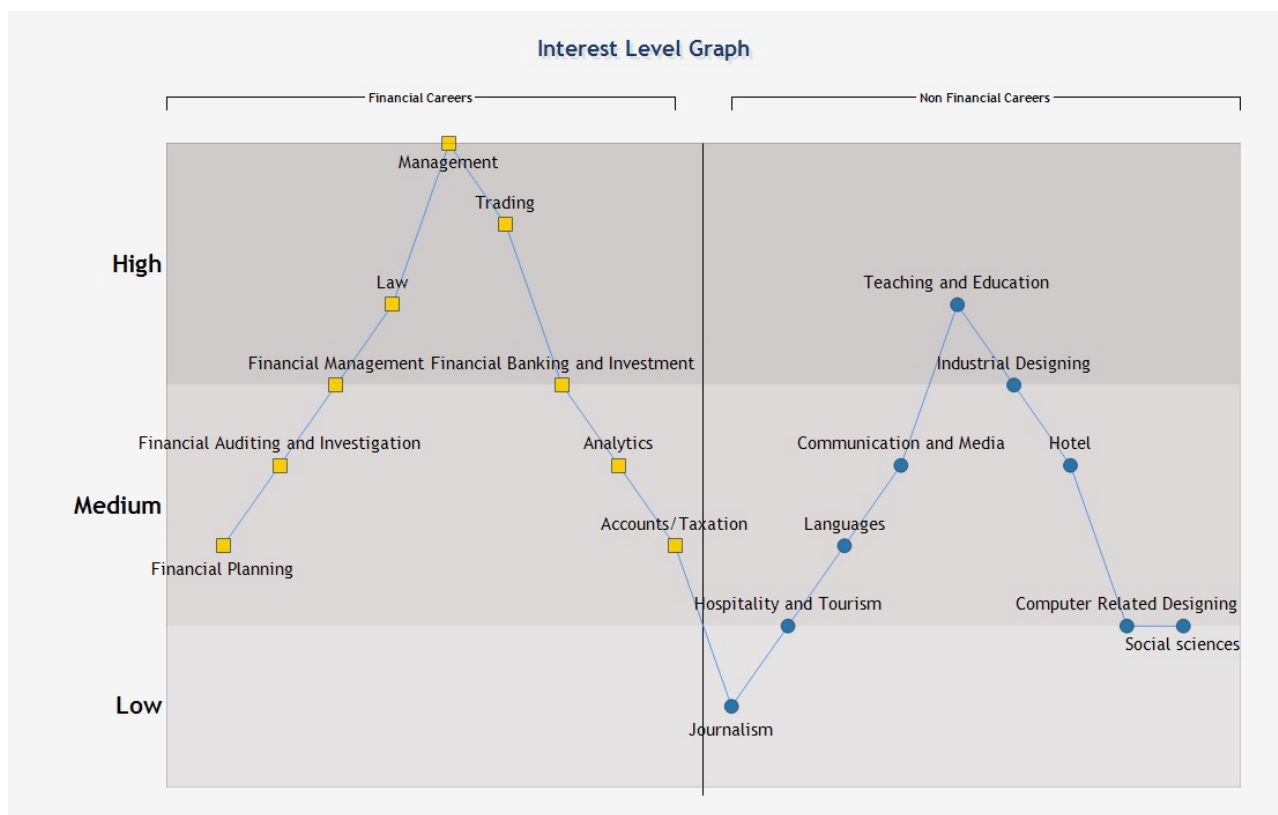 Interest Level Graph
Financial Careers
Non Financial Careers
Management
Trading
High
Law
Teaching and Education
Financial Management
Financial Banking and Investment
Industrial Designing
Financial Auditing and Investigation
Analytics
Communication and Media
Hotel
Medium
Accounts/Taxation
Languages
Financial Planning
Hospitality and Tourism
Computer Related Designing
Social sciences
Low
Journalism